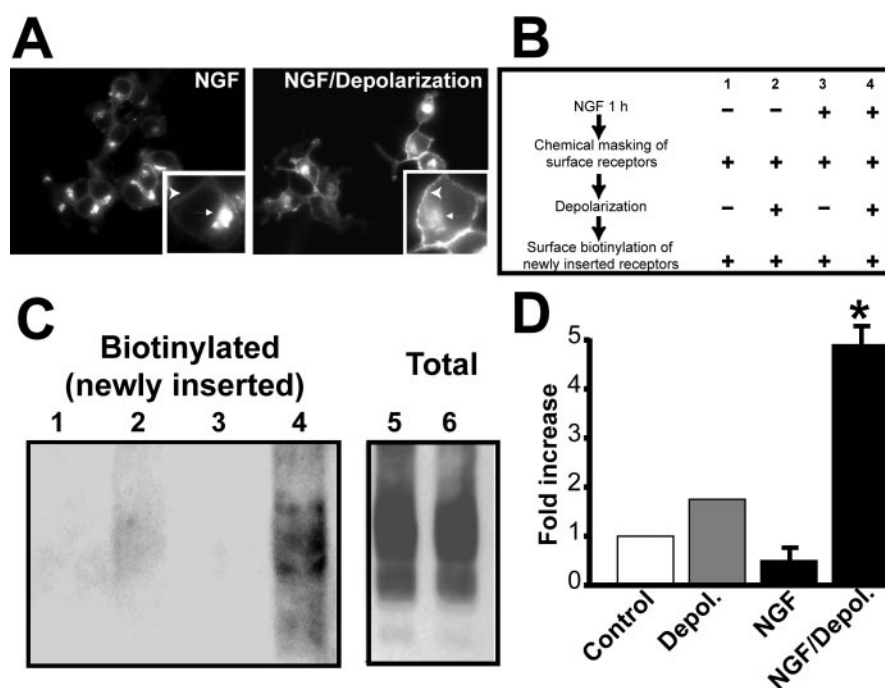 A
NGF
NGF/Depolarization
B
1 2 3 4
NGF 1 h − − + +
Chemical masking of
surface receptors + + + +
Depolarization − + − +
Surface biotinylation of
newly inserted receptors + + + +
C
Biotinylated
(newly inserted)
Total
1 2 3 4 5 6
D
*
Fold increase
5
4
3
2
1
0
Control
Depol.
NGF
NGF/Depol.